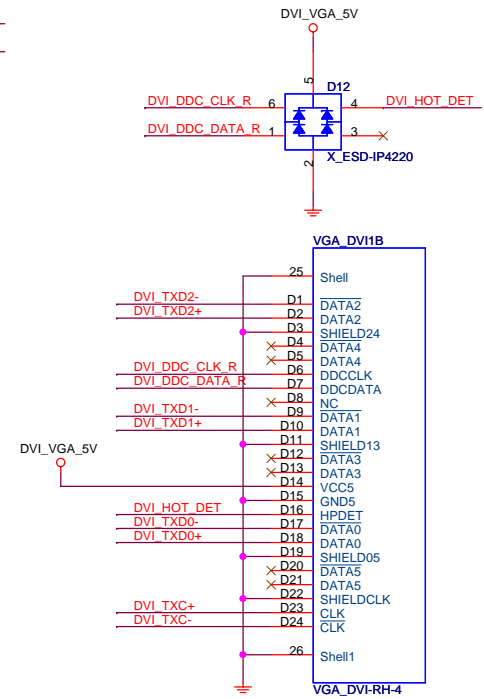 DVI_VGA_5V
5
D12
DVI_DDC_CLK_R 6 4 DVI_HOT_DET
DVI_DDC_DATA_R 1 3
2 X_ESD-IP4220
VGA_DVI1B
25 Shell
DVI_TXD2- D1 DATA2
DVI_TXD2+ D2 DATA2
D3 SHIELD24
D4 DATA4
D5 DATA4
DVI_DDC_CLK_R D6 DDCCLK
DVI_DDC_DATA_R D7 DDCDATA
D8 NC
DVI_TXD1- D9 DATA1
DVI_TXD1+ D10 DATA1
D11 SHIELD13
DVI_VGA_5V D12 DATA3
D13 DATA3
D14 VCC5
D15 GND5
DVI_HOT_DET D16 HPDET
DVI_TXD0- D17 DATA0
DVI_TXD0+ D18 DATA0
D19 SHIELD05
D20 DATA5
D21 DATA5
D22 SHIELDCLK
DVI_TXC+ D23 CLK
DVI_TXC- D24 CLK
26 Shell1
VGA_DVI-RH-4